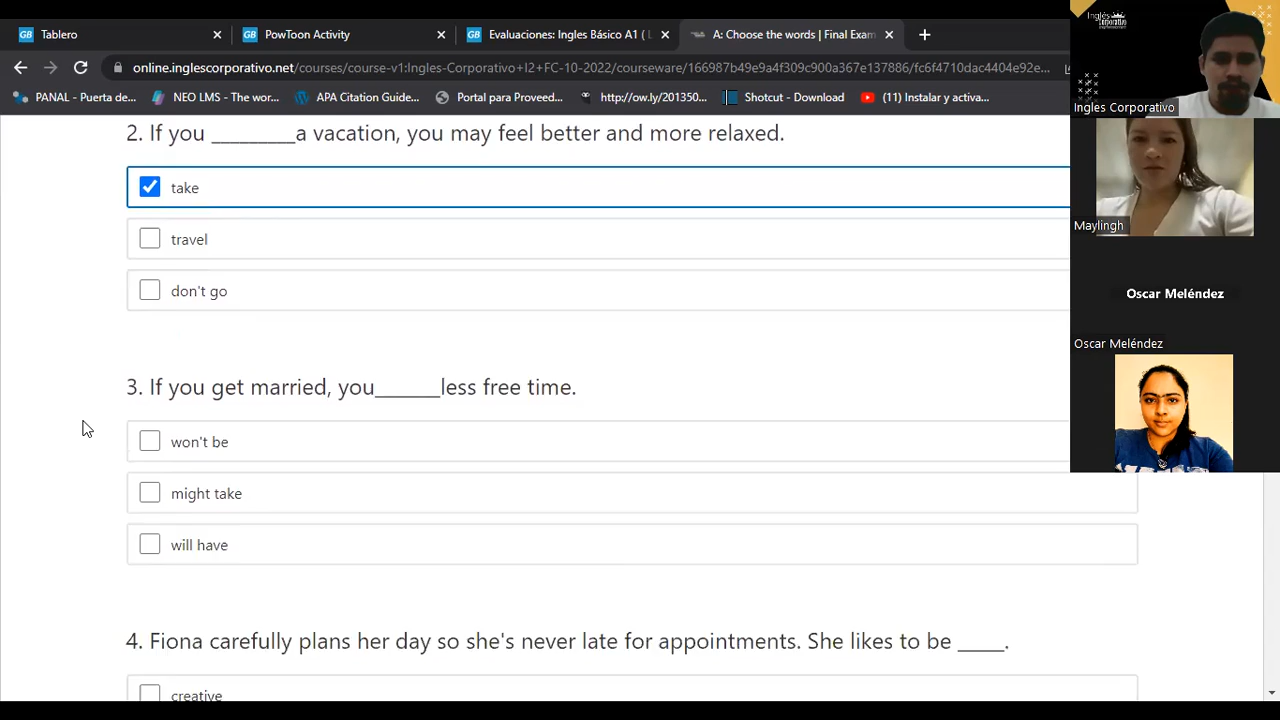 Tablero
PowToon Activity
Evaluaciones: Ingles Básico A1 ( L
A: Choose the words | Final Exam
online.inglescorporativo.net/courses/course-v1:Ingles-Corporativo+I2+FC-10-2022/courseware/166987b49e9a4f309c900a367e137886/fc6f4710dac4404e92e...
PANAL - Puerta de...
NEO LMS - The wor...
APA Citation Guide...
Portal para Proveed...
http://ow.ly/201350...
Shotcut - Download
(11) Instalar y activa...
2. If you _________a vacation, you may feel better and more relaxed.
take
travel
don't go
3. If you get married, you______less free time.
won't be
might take
will have
4. Fiona carefully plans her day so she's never late for appointments. She likes to be ____.
creative
Inglés
Corporativo
Ingles Corporativo
Maylingh
Oscar Meléndez
Oscar Meléndez